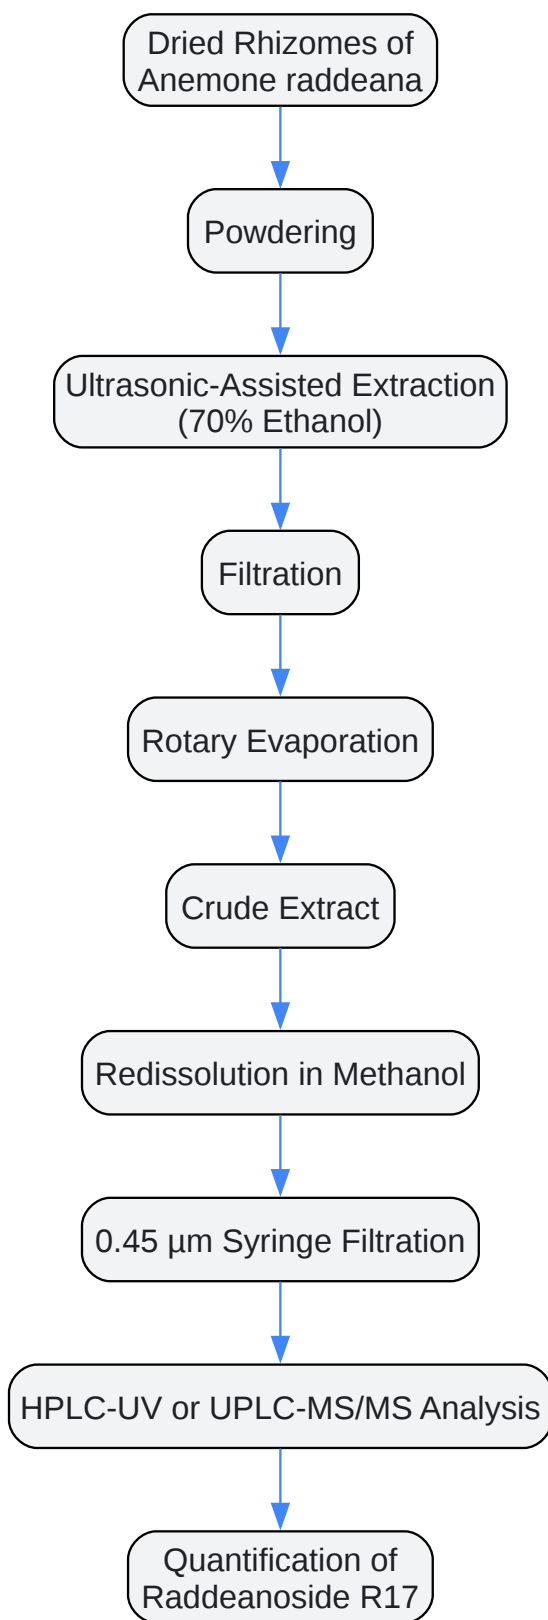 Dried Rhizomes of
Anemone raddeana
Powdering
Ultrasonic-Assisted Extraction
(70% Ethanol)
Filtration
Rotary Evaporation
Crude Extract
Redissolution in Methanol
0.45 µm Syringe Filtration
HPLC-UV or UPLC-MS/MS Analysis
Quantification of
Raddeanoside R17